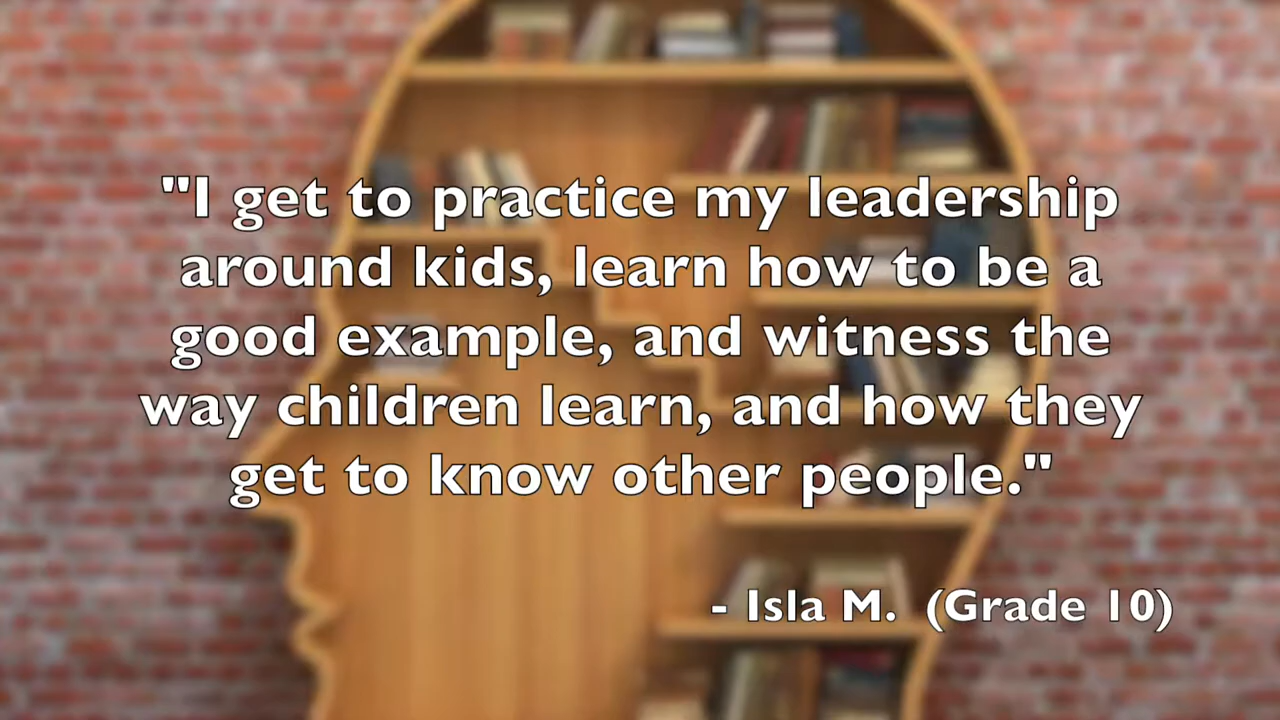 "I get to practice my leadership
around kids, learn how to be a
good example, and witness the
way children learn, and how they
get to know other people."
- Isla M.  (Grade 10)